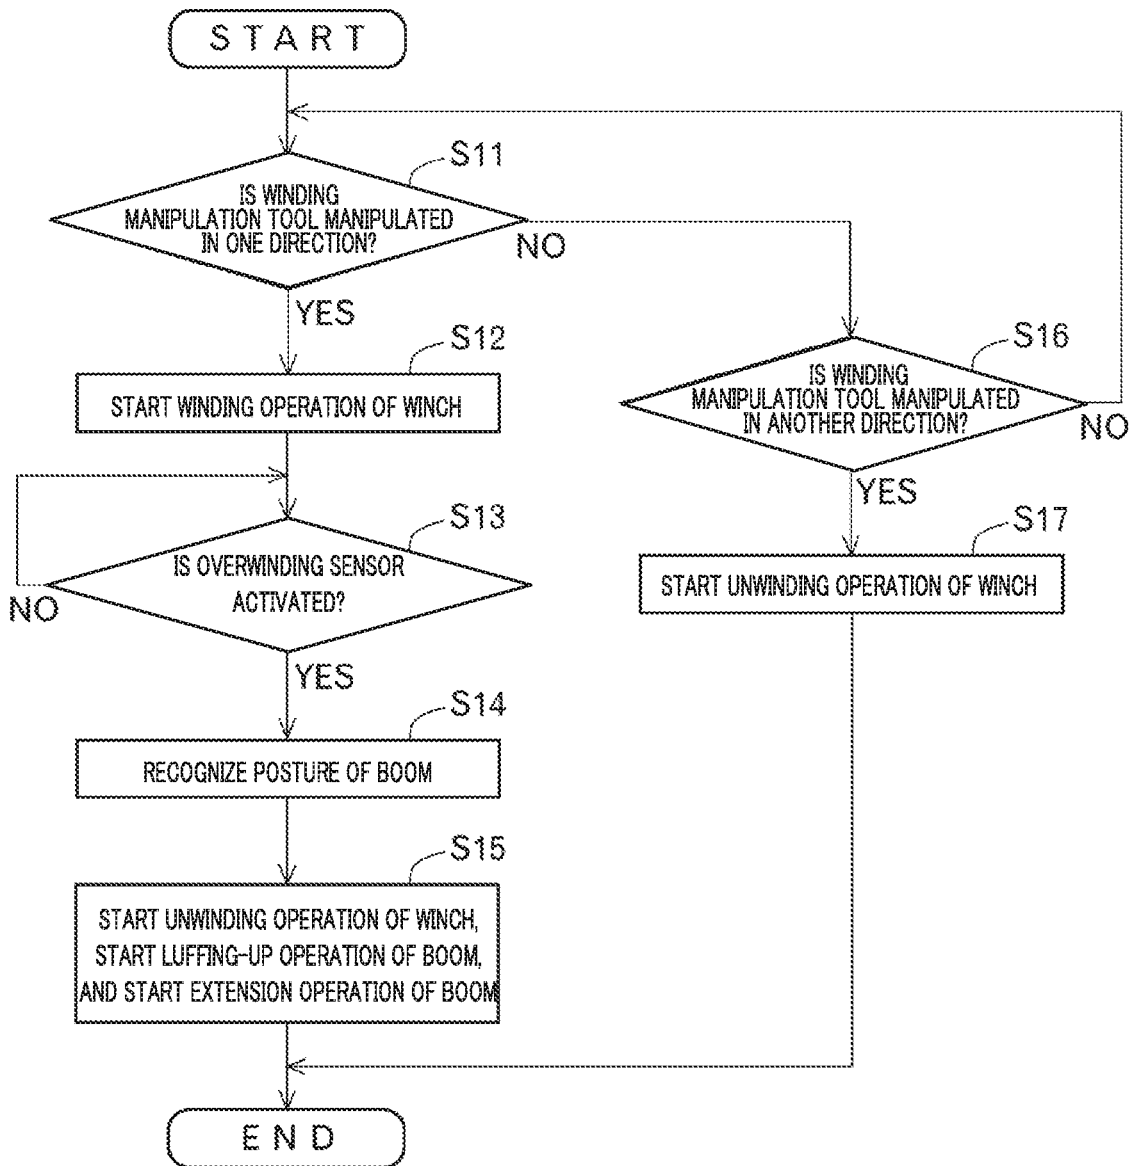 START
S11
IS WINDING
MANIPULATION TOOL MANIPULATED
IN ONE DIRECTION?
NO
YES
S12
START WINDING OPERATION OF WINCH
S13
IS OVERWINDING SENSOR
ACTIVATED?
NO
YES
S14
RECOGNIZE POSTURE OF BOOM
S15
START UNWINDING OPERATION OF WINCH,
START LUFFING-UP OPERATION OF BOOM,
AND START EXTENSION OPERATION OF BOOM
S16
IS WINDING
MANIPULATION TOOL MANIPULATED
IN ANOTHER DIRECTION?
NO
YES
S17
START UNWINDING OPERATION OF WINCH
END